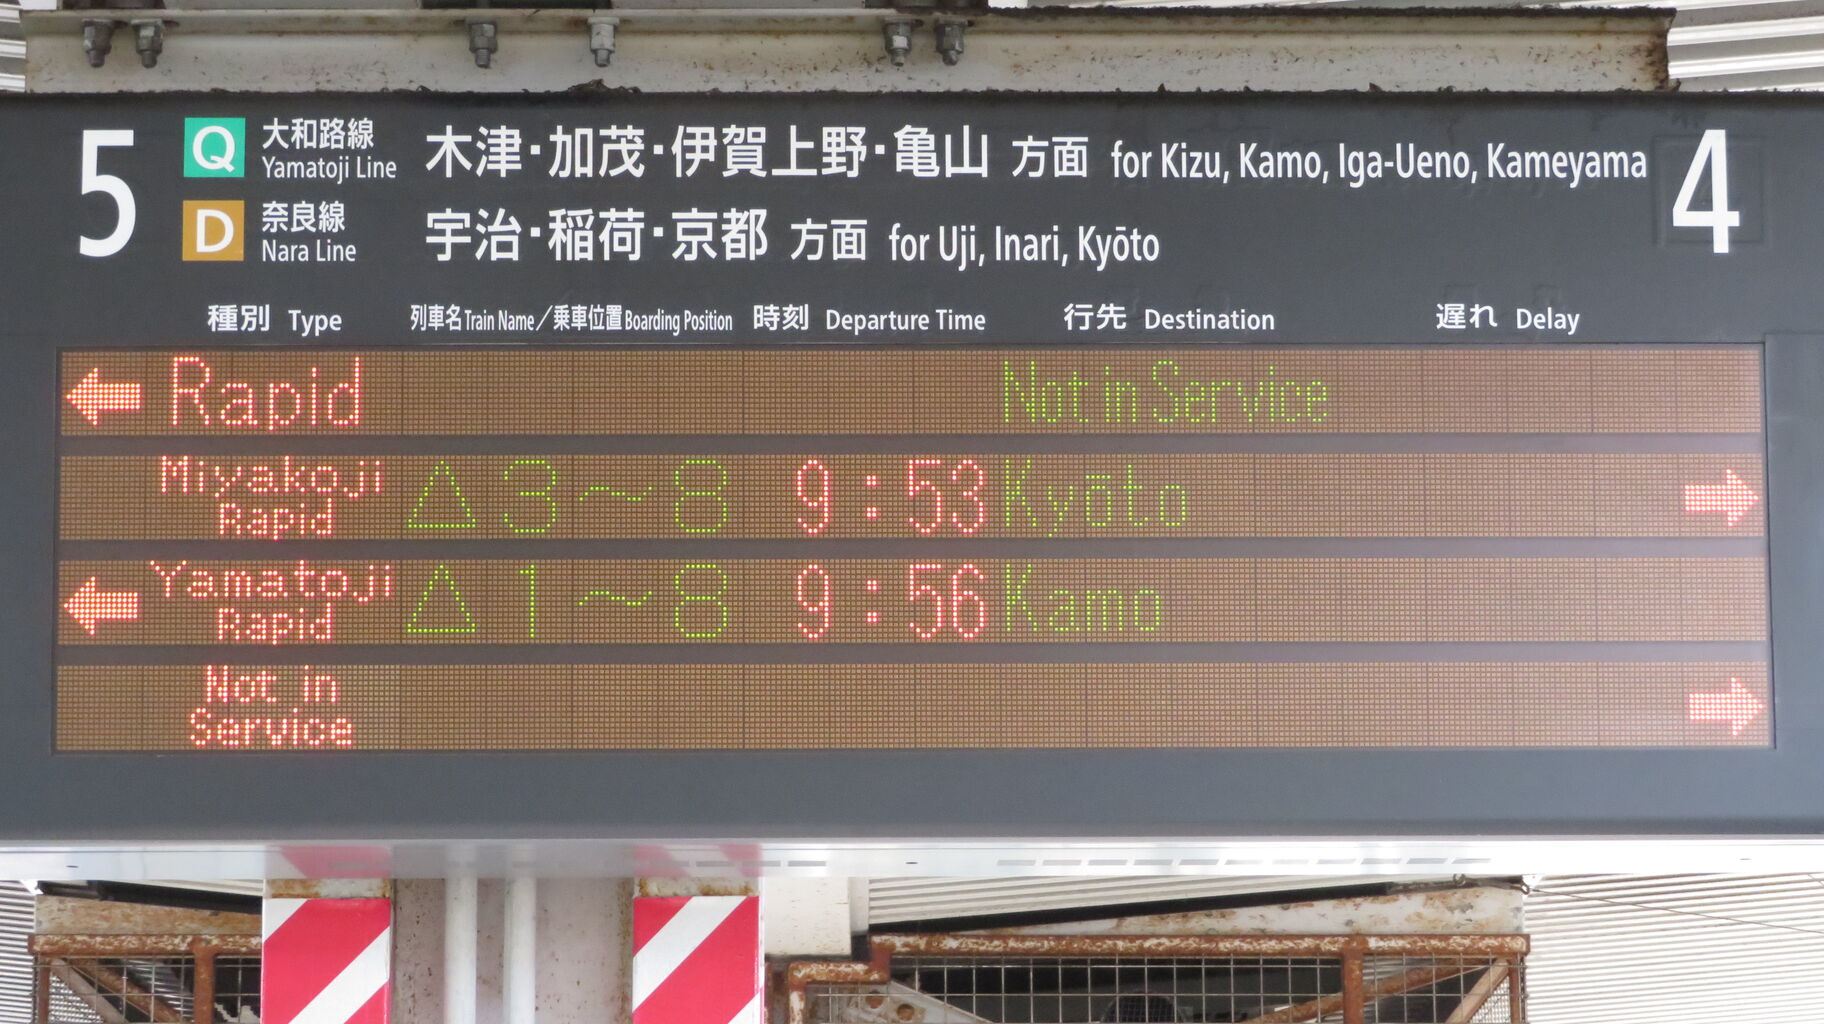 5 Q 大和路線 Yamatoji Line 木津・加茂・伊賀上野・亀山 方面 for Kizu, Kamo, Iga-Ueno, Kameyama 4
D 奈良線 Nara Line 宇治・稲荷・京都 方面 for Uji, Inari, Kyōto
種別 Type 列車名 Train Name／乗車位置 Boarding Position 時刻 Departure Time 行先 Destination 遅れ Delay
← Rapid Not in Service
Miyakoji Rapid △ 3～8 9:53 Kyōto →
← Yamatoji Rapid △ 1～8 9:56 Kamo
Not in Service →